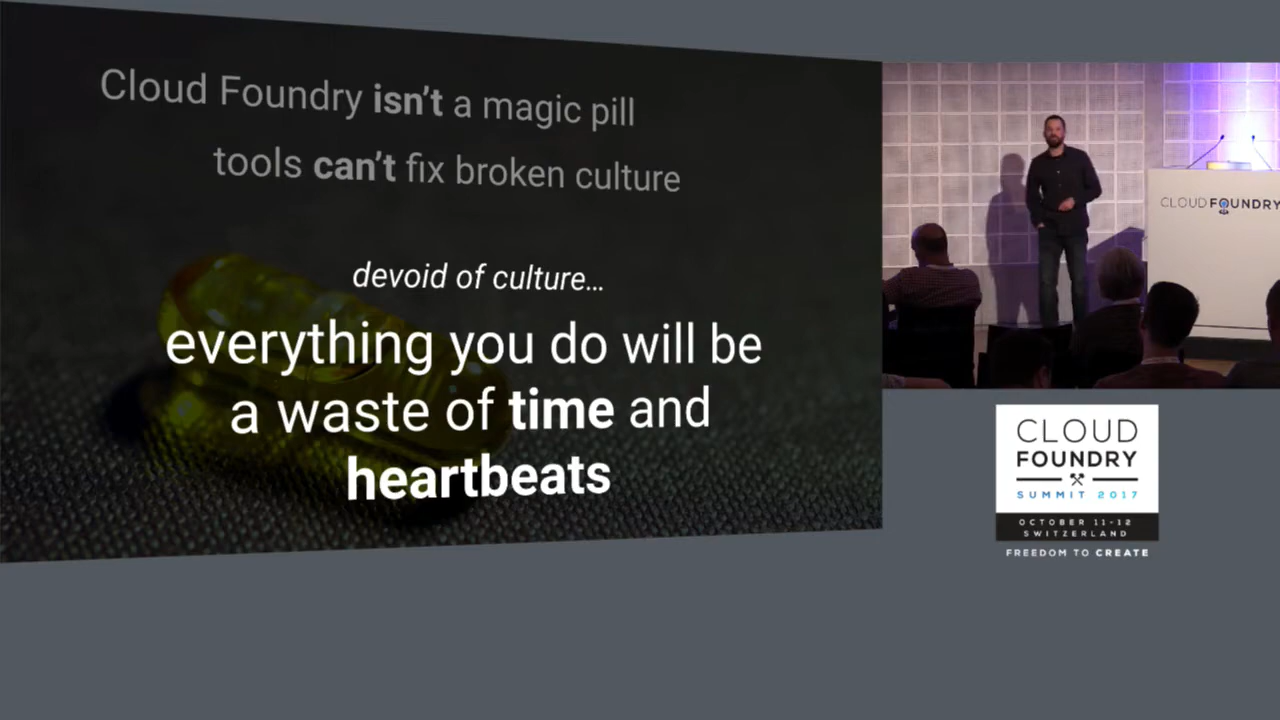 Cloud Foundry isn't a magic pill
tools can't fix broken culture
devoid of culture...
everything you do will be
a waste of time and
heartbeats
CLOUD FOUNDRY
CLOUD
FOUNDRY
SUMMIT 2017
OCTOBER 11-12
SWITZERLAND
FREEDOM TO CREATE